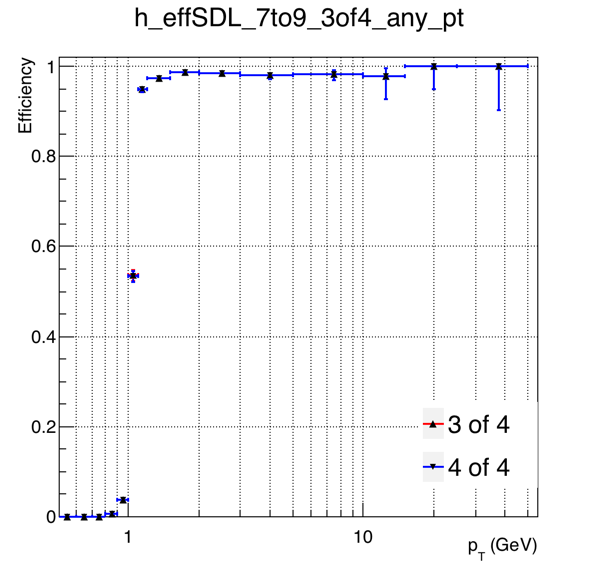 h_effSDL_7to9_3of4_any_pt
Efficiency
1
0.8
0.6
0.4
0.2
0
3 of 4
4 of 4
1
10
p_T (GeV)